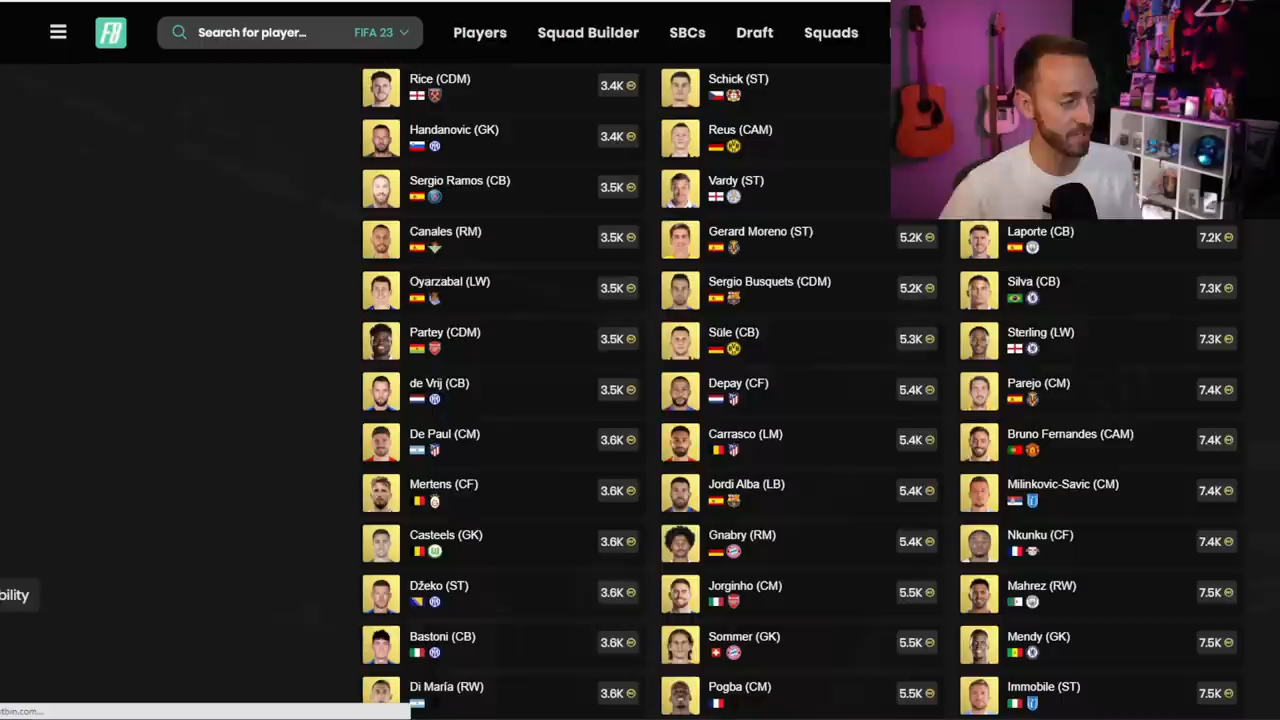 FB
Search for player...
FIFA 23
Players
Squad Builder
SBCs
Draft
Squads
Rice (CDM)
3.4K
Handanovic (GK)
3.4K
Sergio Ramos (CB)
3.5K
Canales (RM)
3.5K
Oyarzabal (LW)
3.5K
Partey (CDM)
3.5K
de Vrij (CB)
3.5K
De Paul (CM)
3.6K
Mertens (CF)
3.6K
Casteels (GK)
3.6K
Džeko (ST)
3.6K
Bastoni (CB)
3.6K
Di María (RW)
3.6K
Schick (ST)
Reus (CAM)
Vardy (ST)
Gerard Moreno (ST)
5.2K
Sergio Busquets (CDM)
5.2K
Süle (CB)
5.3K
Depay (CF)
5.4K
Carrasco (LM)
5.4K
Jordi Alba (LB)
5.4K
Gnabry (RM)
5.4K
Jorginho (CM)
5.5K
Sommer (GK)
5.5K
Pogba (CM)
5.5K
Laporte (CB)
7.2K
Silva (CB)
7.3K
Sterling (LW)
7.3K
Parejo (CM)
7.4K
Bruno Fernandes (CAM)
7.4K
Milinkovic-Savic (CM)
7.4K
Nkunku (CF)
7.4K
Mahrez (RW)
7.5K
Mendy (GK)
7.5K
Immobile (ST)
7.5K
bility
tbin.com...